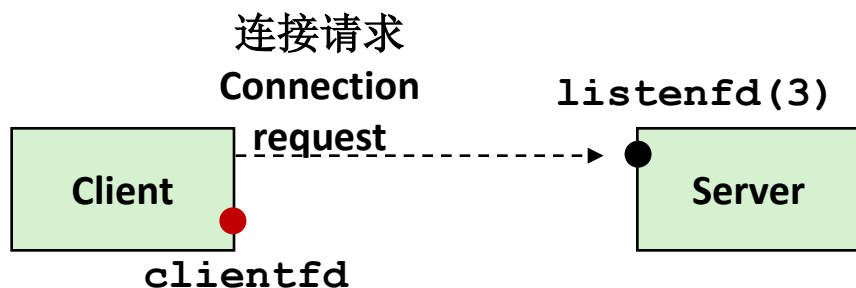 连接请求
Connection
request
listenfd(3)
Client
Server
clientfd